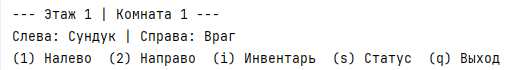 --- Этаж 1 | Комната 1 ---
Слева: Сундук | Справа: Враг
(1) Налево  (2) Направо  (i) Инвентарь  (s) Статус  (q) Выход